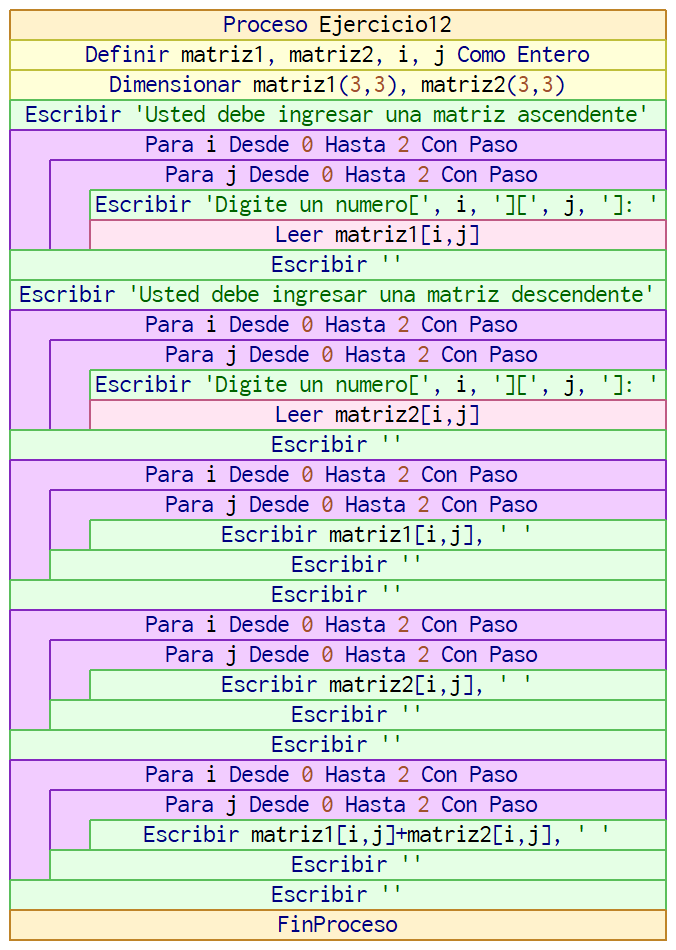 Proceso Ejercicio12
Definir matriz1, matriz2, i, j Como Entero
Dimensionar matriz1(3,3), matriz2(3,3)
Escribir 'Usted debe ingresar una matriz ascendente'
Para i Desde 0 Hasta 2 Con Paso
Para j Desde 0 Hasta 2 Con Paso
Escribir 'Digite un numero[', i, '][', j, ']: '
Leer matriz1[i,j]
Escribir ''
Escribir 'Usted debe ingresar una matriz descendente'
Para i Desde 0 Hasta 2 Con Paso
Para j Desde 0 Hasta 2 Con Paso
Escribir 'Digite un numero[', i, '][', j, ']: '
Leer matriz2[i,j]
Escribir ''
Para i Desde 0 Hasta 2 Con Paso
Para j Desde 0 Hasta 2 Con Paso
Escribir matriz1[i,j], ' '
Escribir ''
Escribir ''
Para i Desde 0 Hasta 2 Con Paso
Para j Desde 0 Hasta 2 Con Paso
Escribir matriz2[i,j], ' '
Escribir ''
Escribir ''
Para i Desde 0 Hasta 2 Con Paso
Para j Desde 0 Hasta 2 Con Paso
Escribir matriz1[i,j]+matriz2[i,j], ' '
Escribir ''
Escribir ''
FinProceso